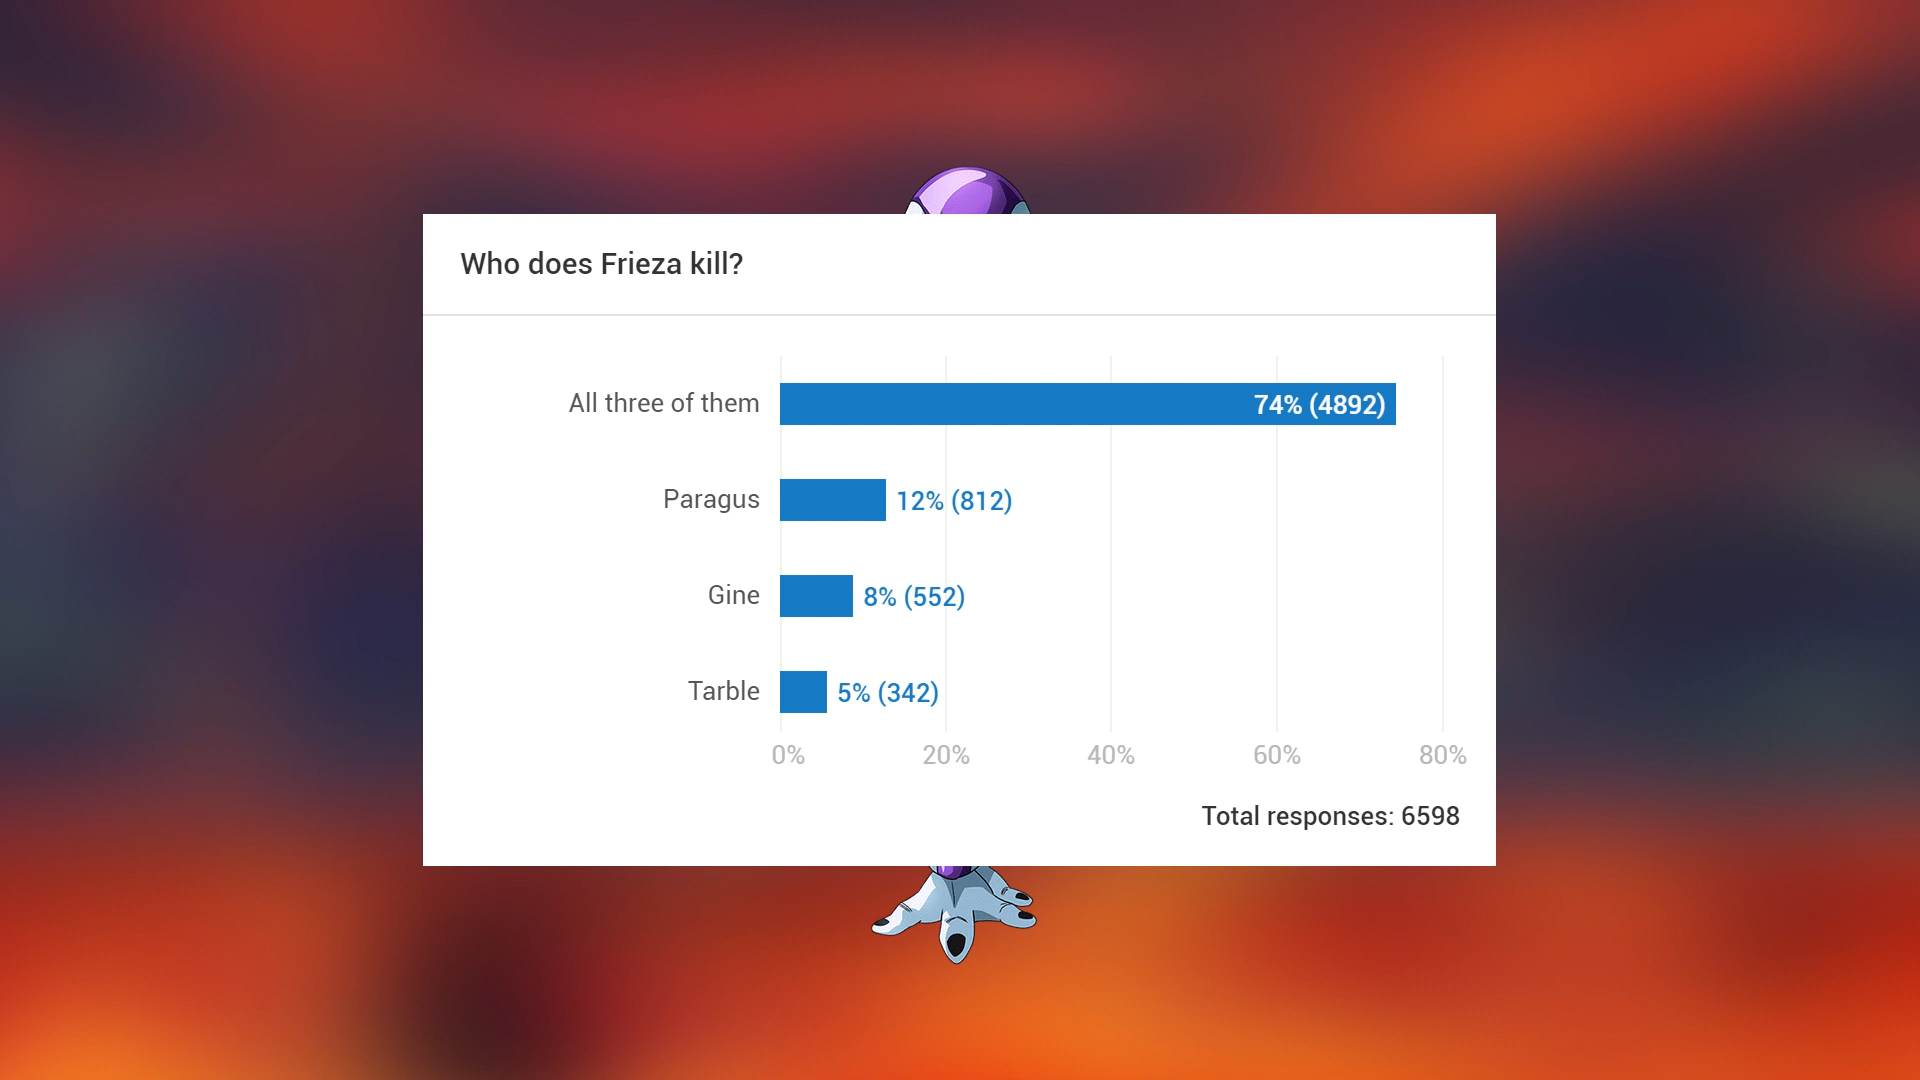 Who does Frieza kill?
All three of them 74% (4892)
Paragus 12% (812)
Gine 8% (552)
Tarble 5% (342)
0% 20% 40% 60% 80%
Total responses: 6598